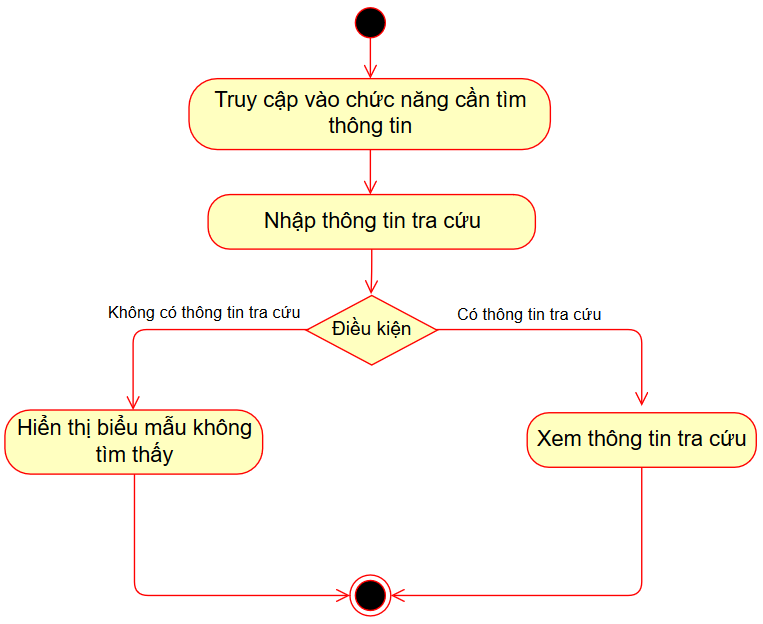 Truy cập vào chức năng cần tìm
thông tin
Nhập thông tin tra cứu
Điều kiện
Không có thông tin tra cứu
Có thông tin tra cứu
Hiển thị biểu mẫu không
tìm thấy
Xem thông tin tra cứu